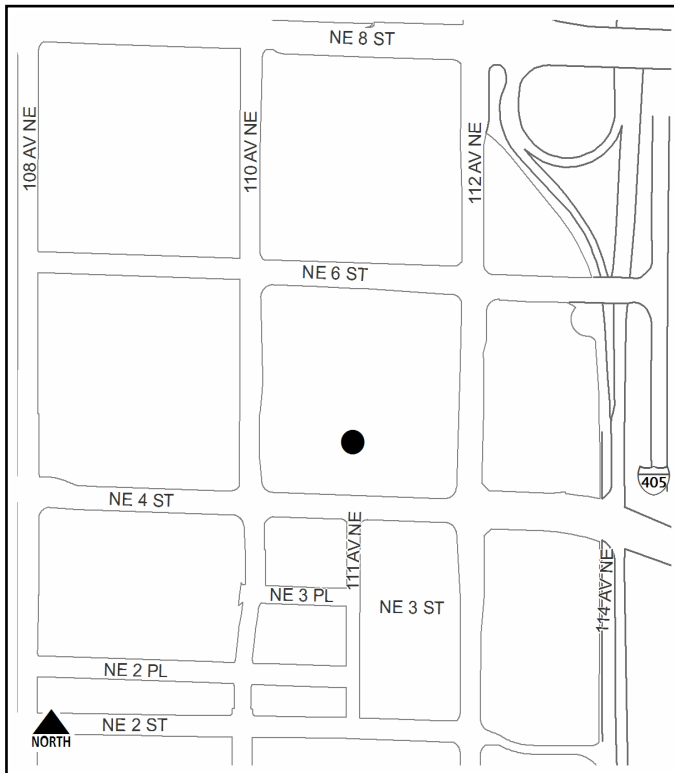 NE 8 ST
108 AV NE
110 AV NE
112 AV NE
NE 6 ST
405
NE 4 ST
111 AV NE
114 AV NE
NE 3 PL
NE 3 ST
NE 2 PL
NE 2 ST
NORTH